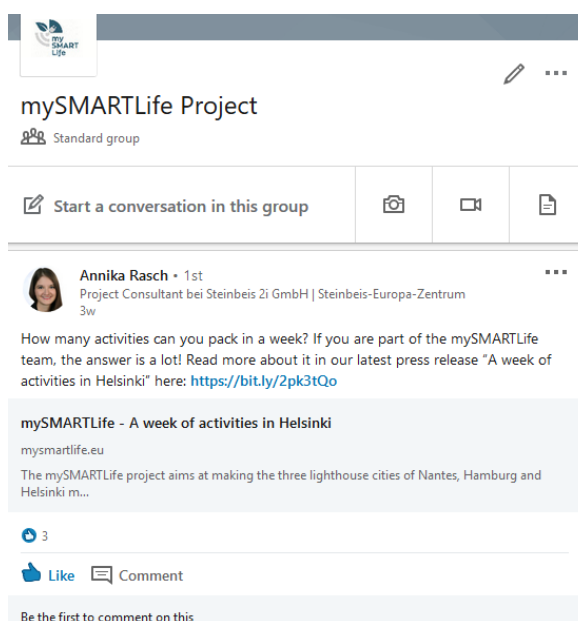 my
SMART
Life
mySMARTLife Project
Standard group
Start a conversation in this group
Annika Rasch • 1st
Project Consultant bei Steinbeis 2i GmbH | Steinbeis-Europa-Zentrum
3w
How many activities can you pack in a week? If you are part of the mySMARTLife
team, the answer is a lot! Read more about it in our latest press release “A week of
activities in Helsinki” here: https://bit.ly/2pk3tQo
mySMARTLife - A week of activities in Helsinki
mysmartlife.eu
The mySMARTLife project aims at making the three lighthouse cities of Nantes, Hamburg and
Helsinki m...
3
Like Comment
Be the first to comment on this